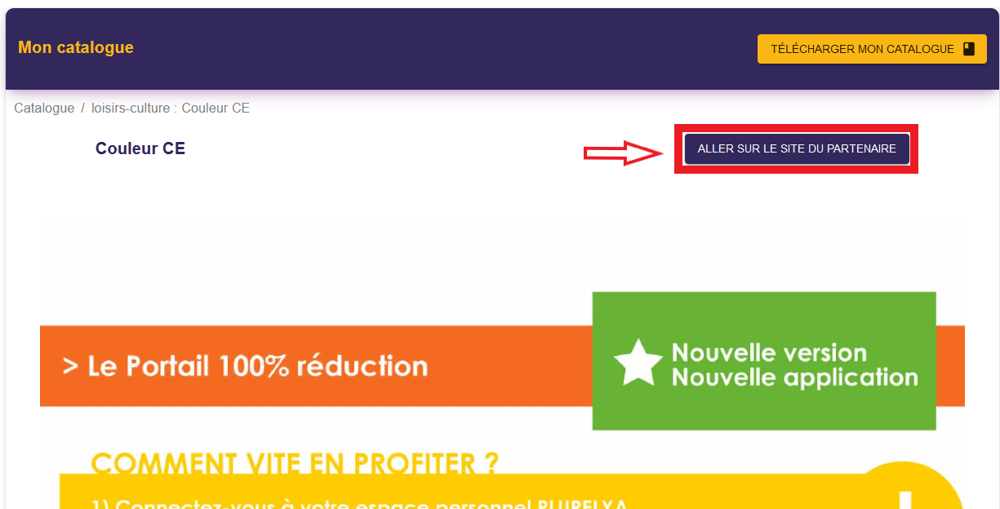 Mon catalogue
TÉLÉCHARGER MON CATALOGUE
Catalogue / loisirs-culture : Couleur CE
Couleur CE
ALLER SUR LE SITE DU PARTENAIRE
> Le Portail 100% réduction
Nouvelle version
Nouvelle application
COMMENT VITE EN PROFITER ?
1) Connectez-vous à votre espace personnel PLURELYA